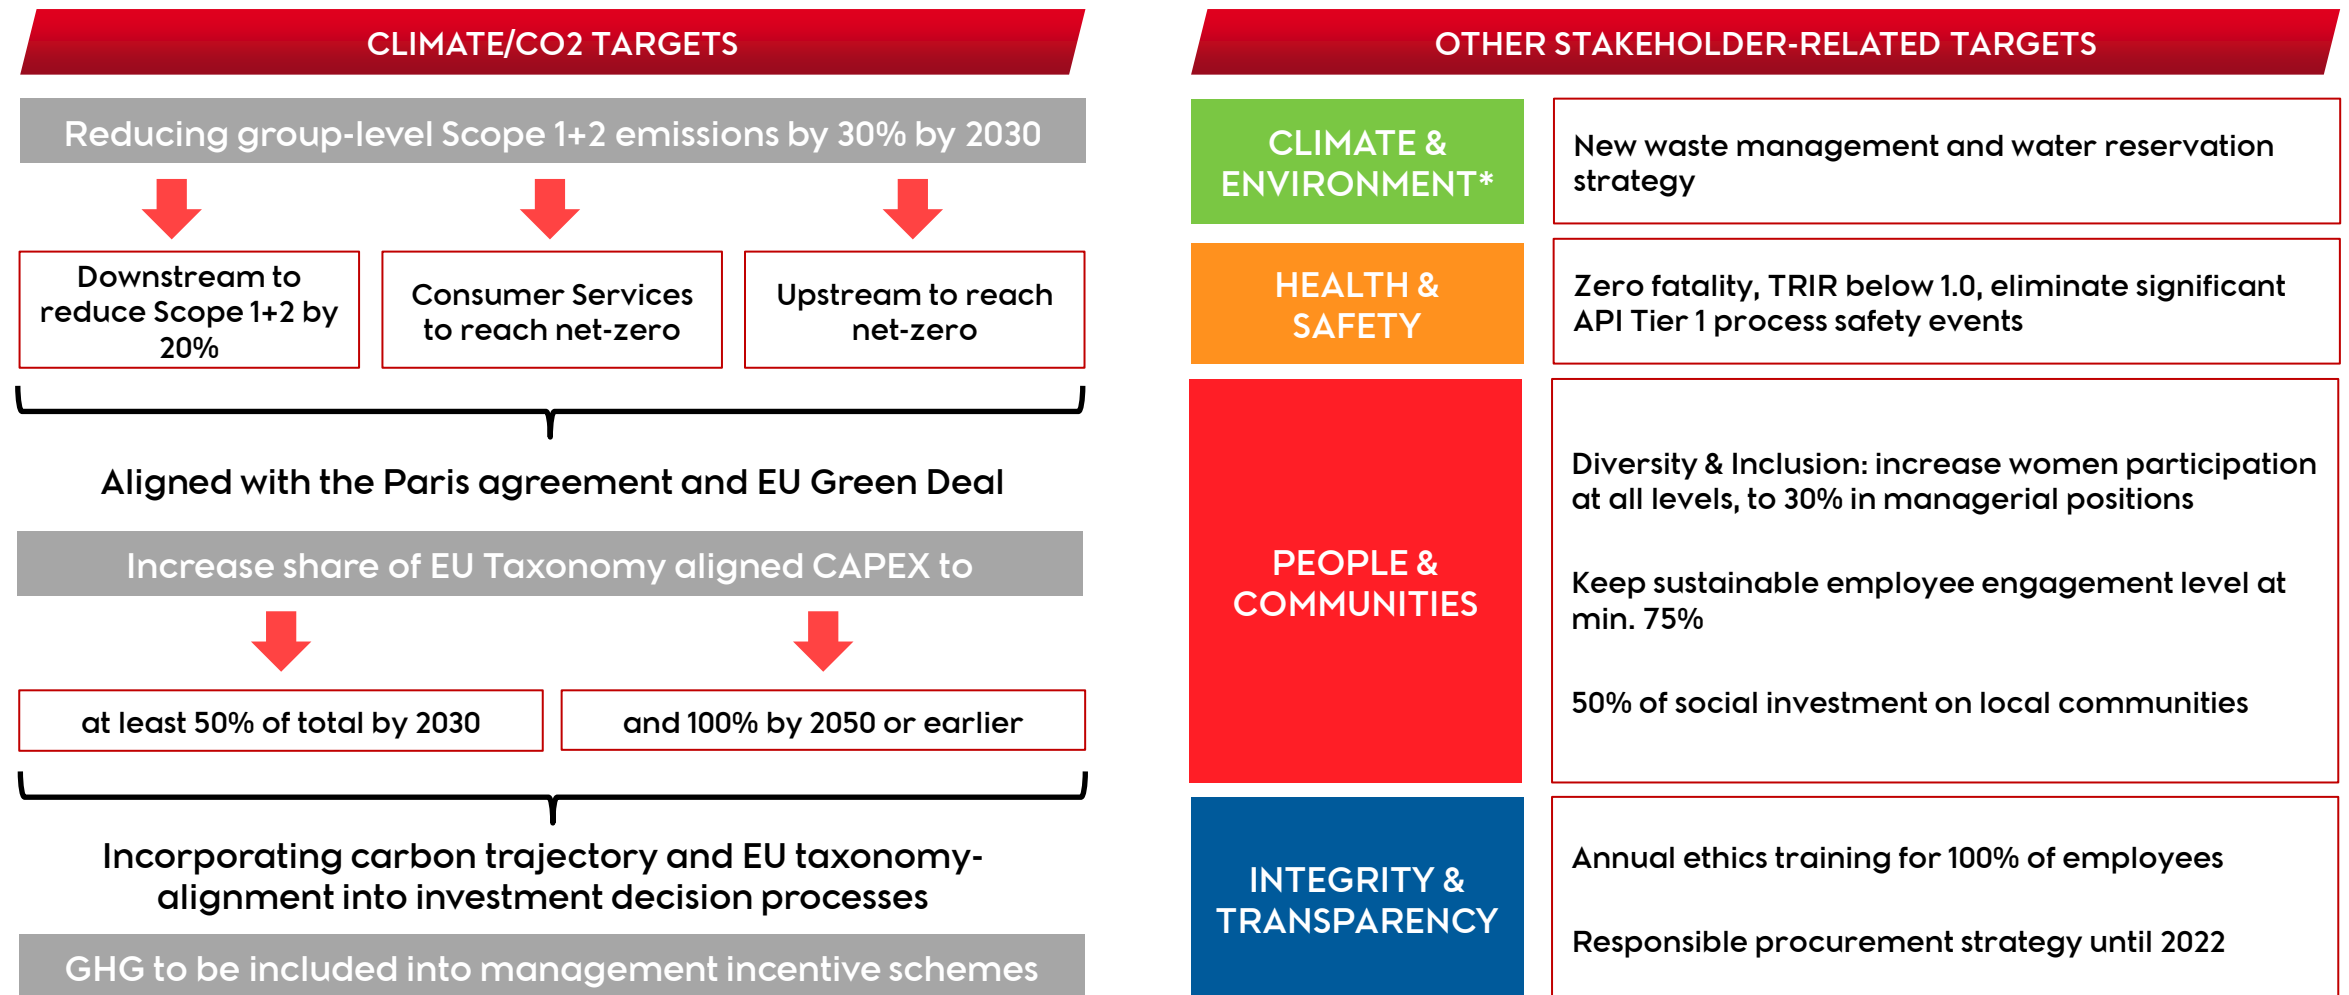 CLIMATE/CO2 TARGETS
Reducing group-level Scope 1+2 emissions by 30% by 2030
Downstream to
reduce Scope 1+2 by
20%
Consumer Services
to reach net-zero
Upstream to reach
net-zero
Aligned with the Paris agreement and EU Green Deal
Increase share of EU Taxonomy aligned CAPEX to
at least 50% of total by 2030
and 100% by 2050 or earlier
Incorporating carbon trajectory and EU taxonomy-
alignment into investment decision processes
GHG to be included into management incentive schemes
OTHER STAKEHOLDER-RELATED TARGETS
CLIMATE &
ENVIRONMENT*
New waste management and water reservation
strategy
HEALTH &
SAFETY
Zero fatality, TRIR below 1.0, eliminate significant
API Tier 1 process safety events
PEOPLE &
COMMUNITIES
Diversity & Inclusion: increase women participation
at all levels, to 30% in managerial positions
Keep sustainable employee engagement level at
min. 75%
50% of social investment on local communities
INTEGRITY &
TRANSPARENCY
Annual ethics training for 100% of employees
Responsible procurement strategy until 2022